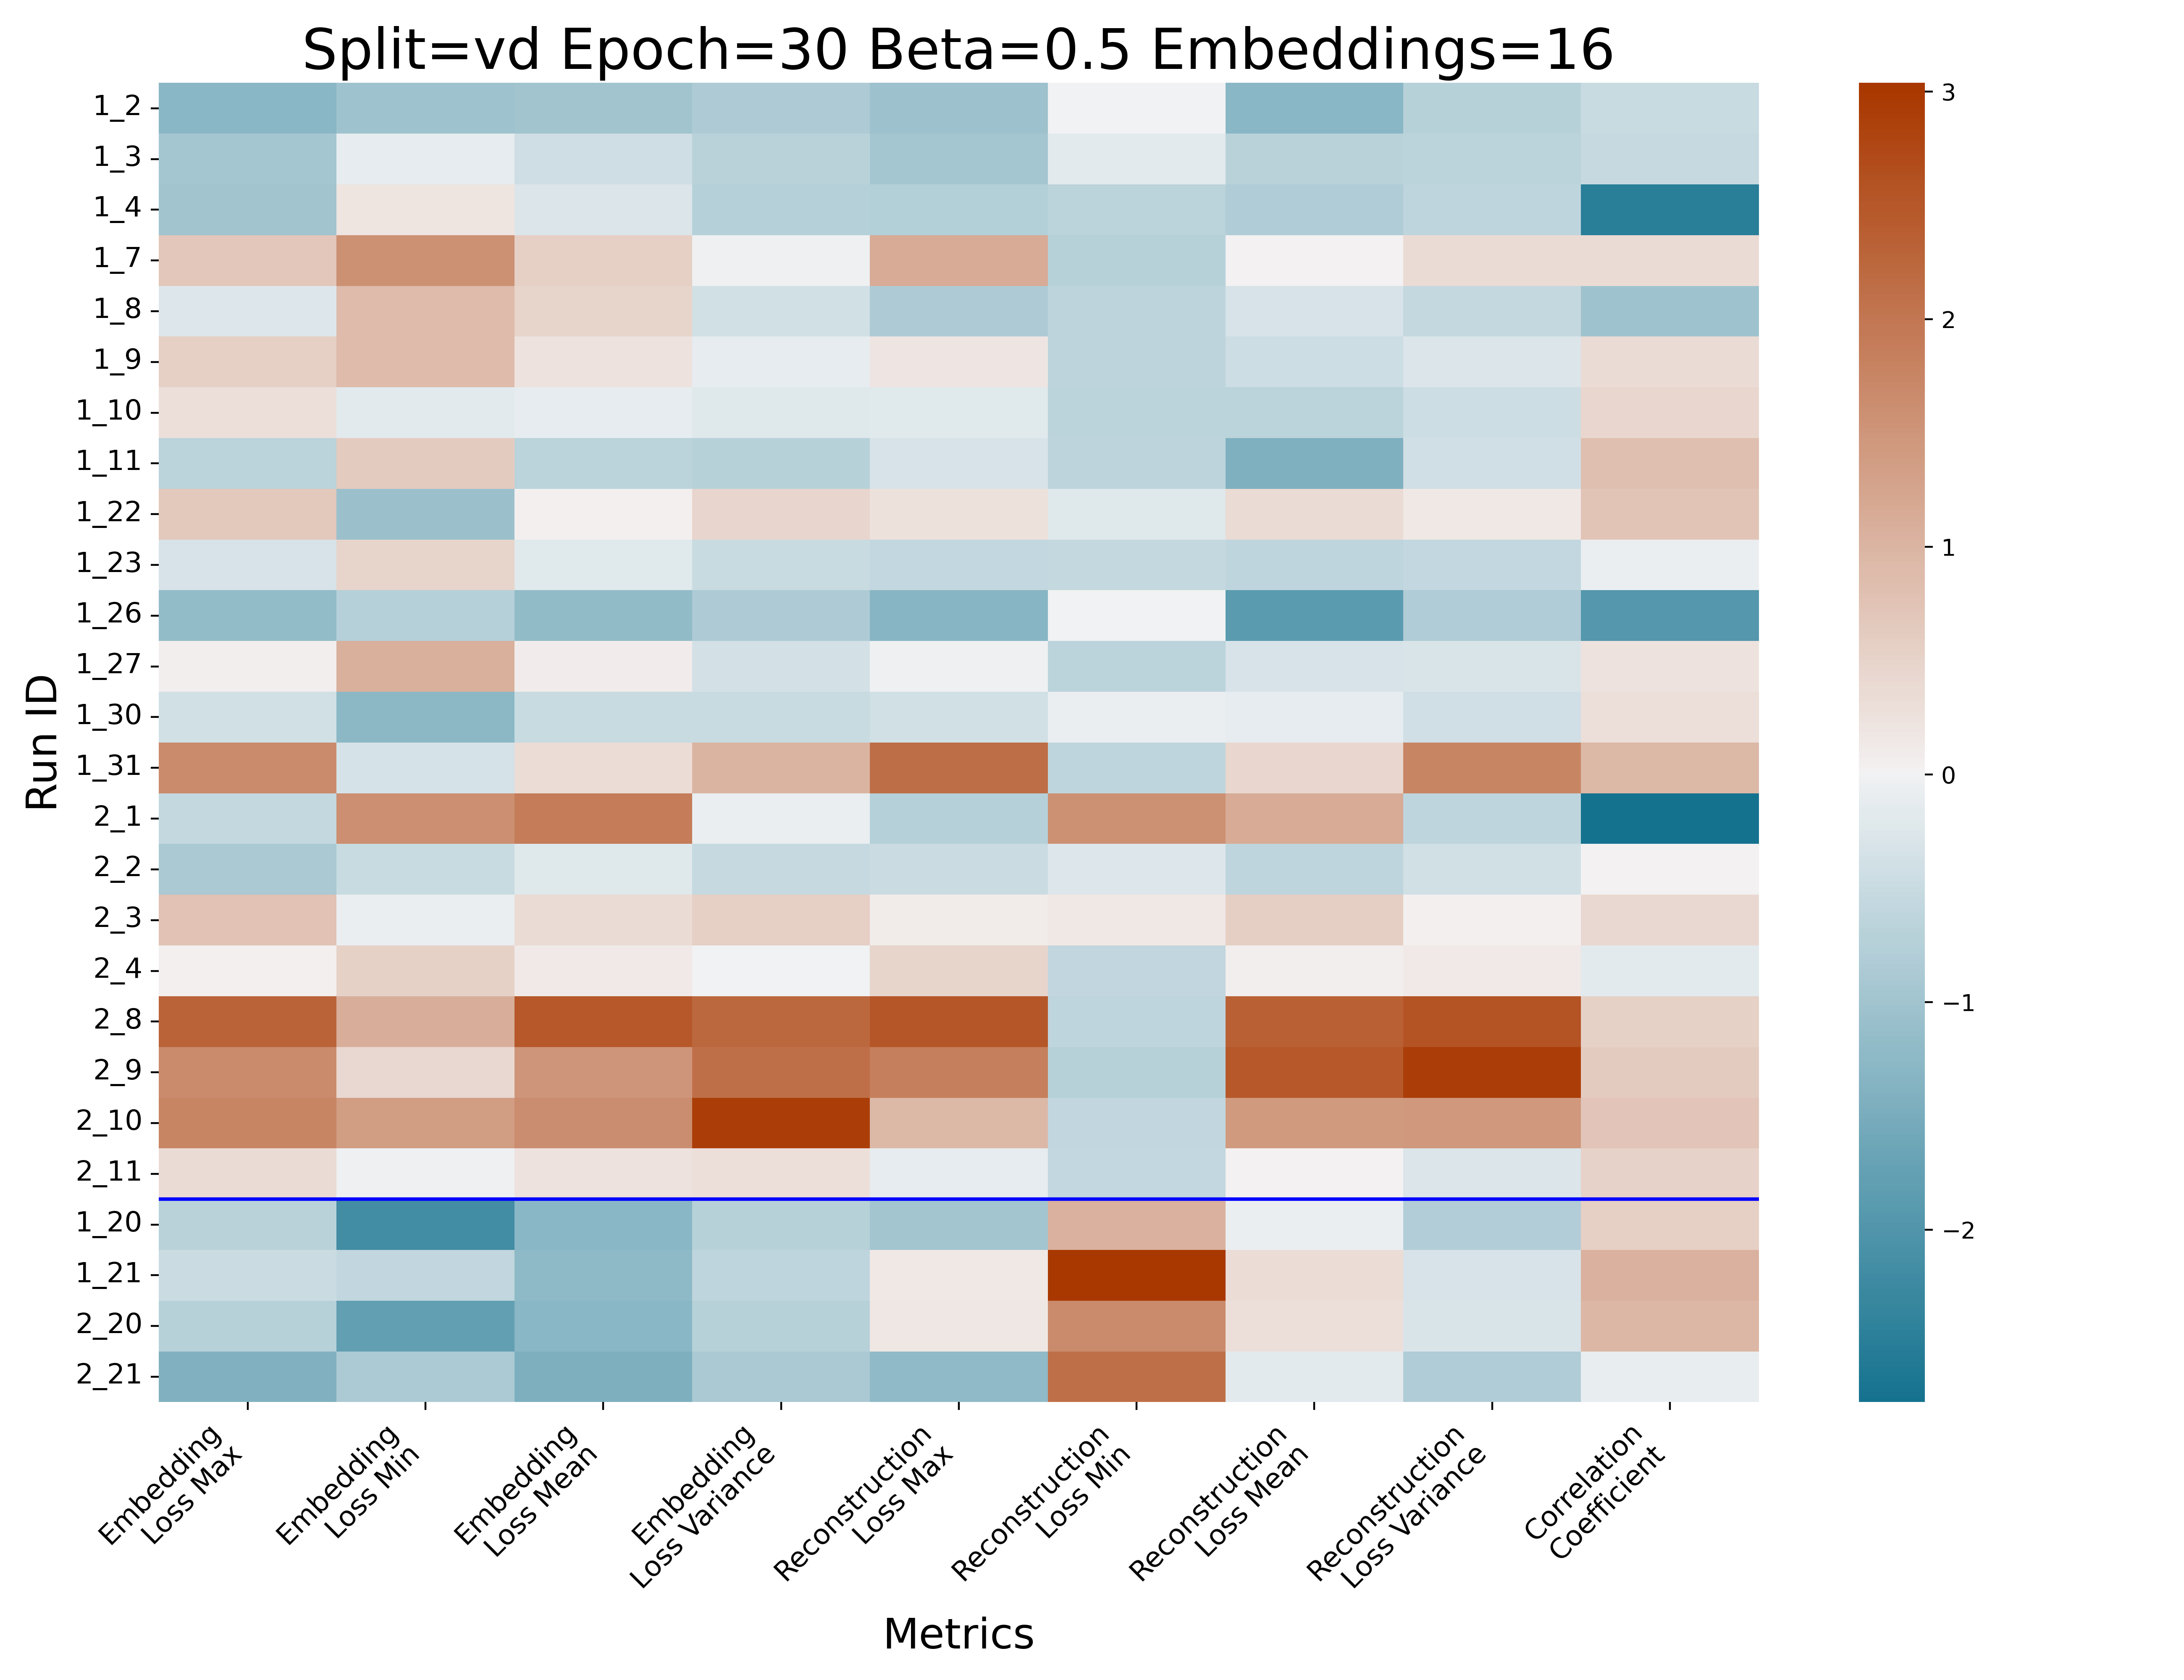 Split=vd Epoch=30 Beta=0.5 Embeddings=16
Run ID
1_2
1_3
1_4
1_7
1_8
1_9
1_10
1_11
1_22
1_23
1_26
1_27
1_30
1_31
2_1
2_2
2_3
2_4
2_8
2_9
2_10
2_11
1_20
1_21
2_20
2_21
Embedding
Loss Max
Embedding
Loss Min
Embedding
Loss Mean
Embedding
Loss Variance
Reconstruction
Loss Max
Reconstruction
Loss Min
Reconstruction
Loss Mean
Reconstruction
Loss Variance
Correlation
Coefficient
Metrics
3
2
1
0
−1
−2